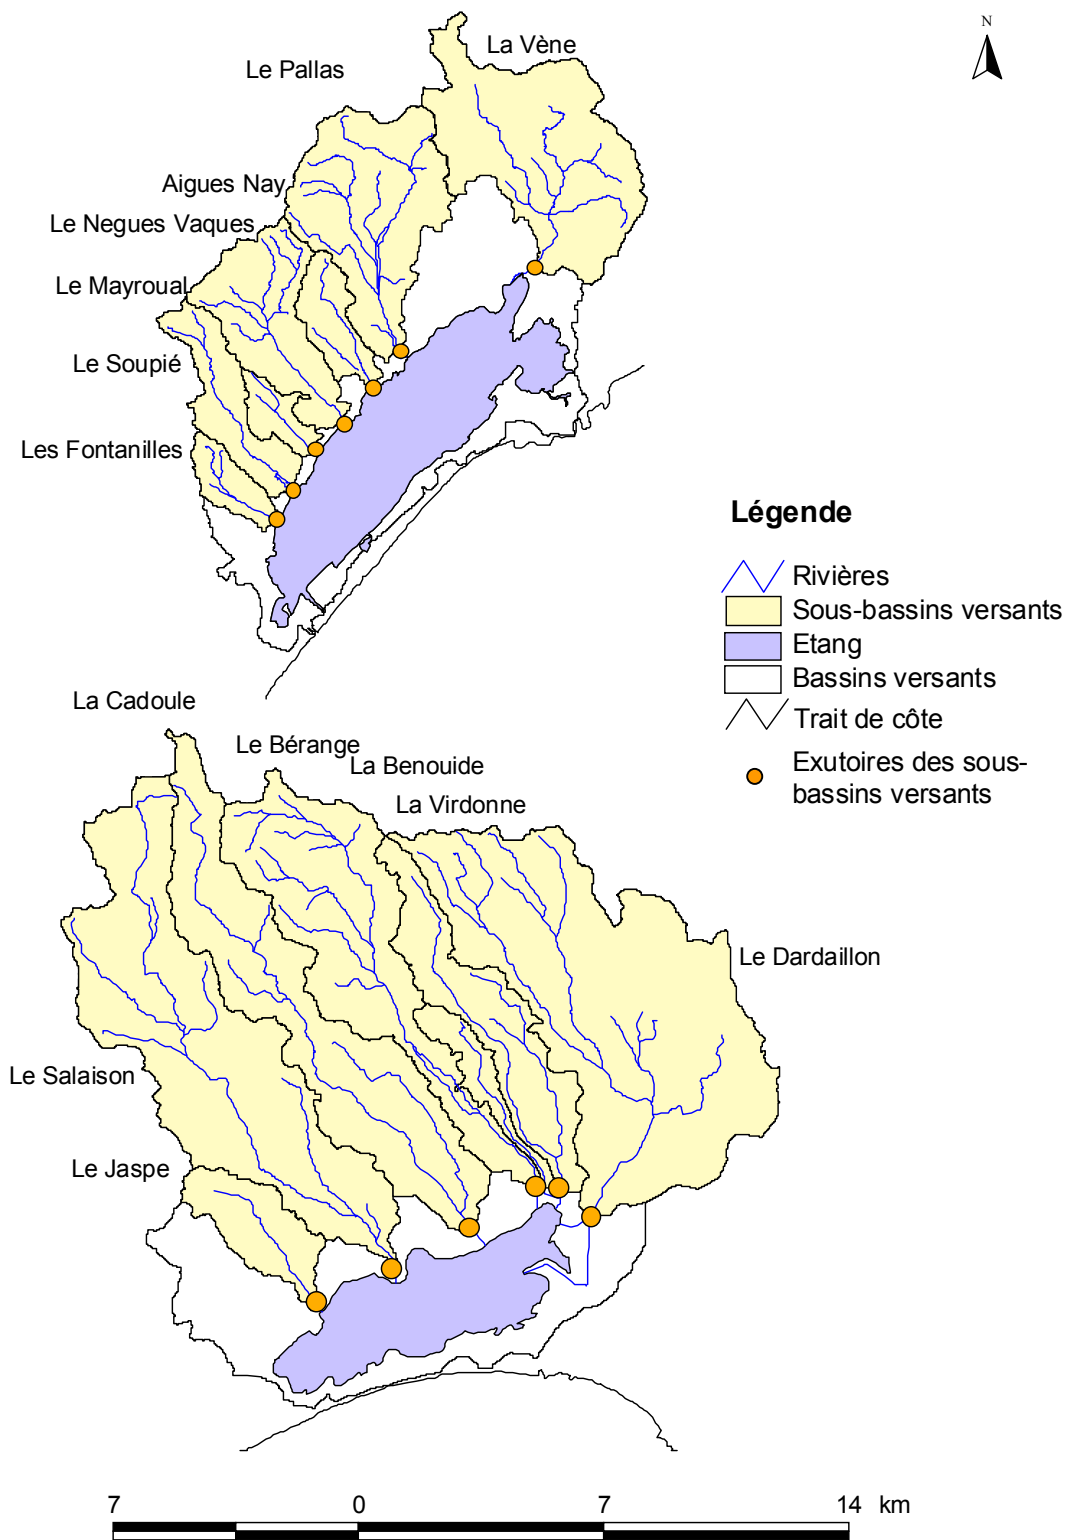 N
La Vène
Le Pallas
Aigues Nay
Le Negues Vaques
Le Mayroual
Le Soupié
Les Fontanilles
Légende
Rivières
Sous-bassins versants
Etang
Bassins versants
Trait de côte
Exutoires des sous-
bassins versants
La Cadoule
Le Bérange
La Benouide
La Virdonne
Le Dardaillon
Le Salaison
Le Jaspe
7 0 7 14 km